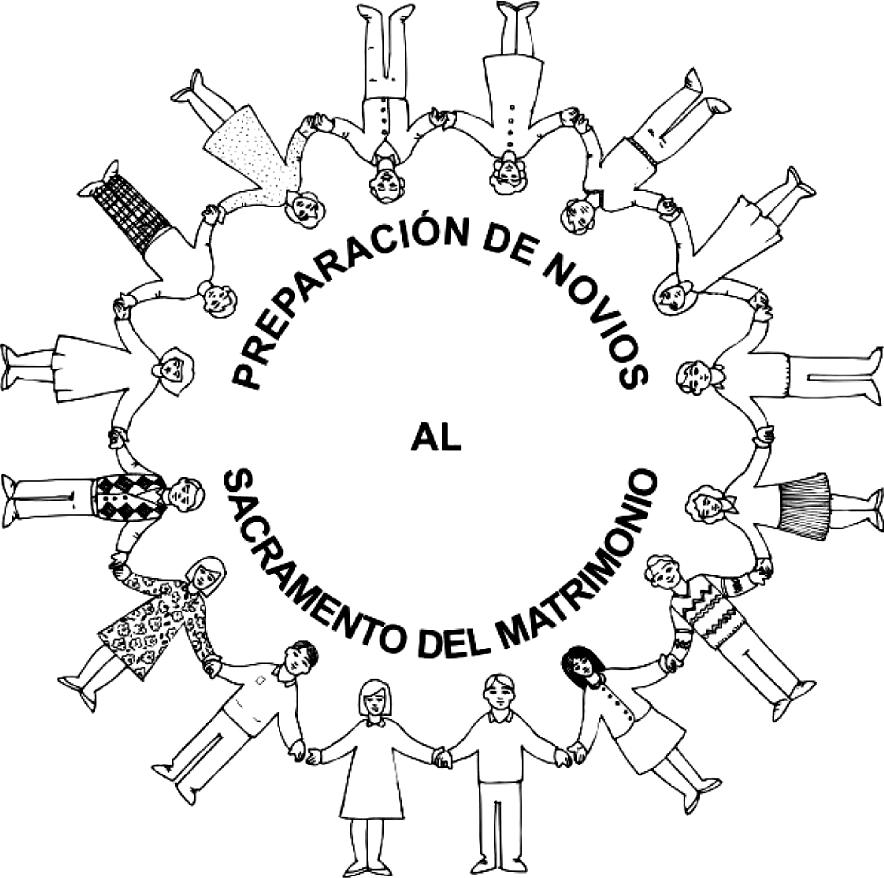 PREPARACIÓN DE NOVIOS
AL
SACRAMENTO DEL MATRIMONIO